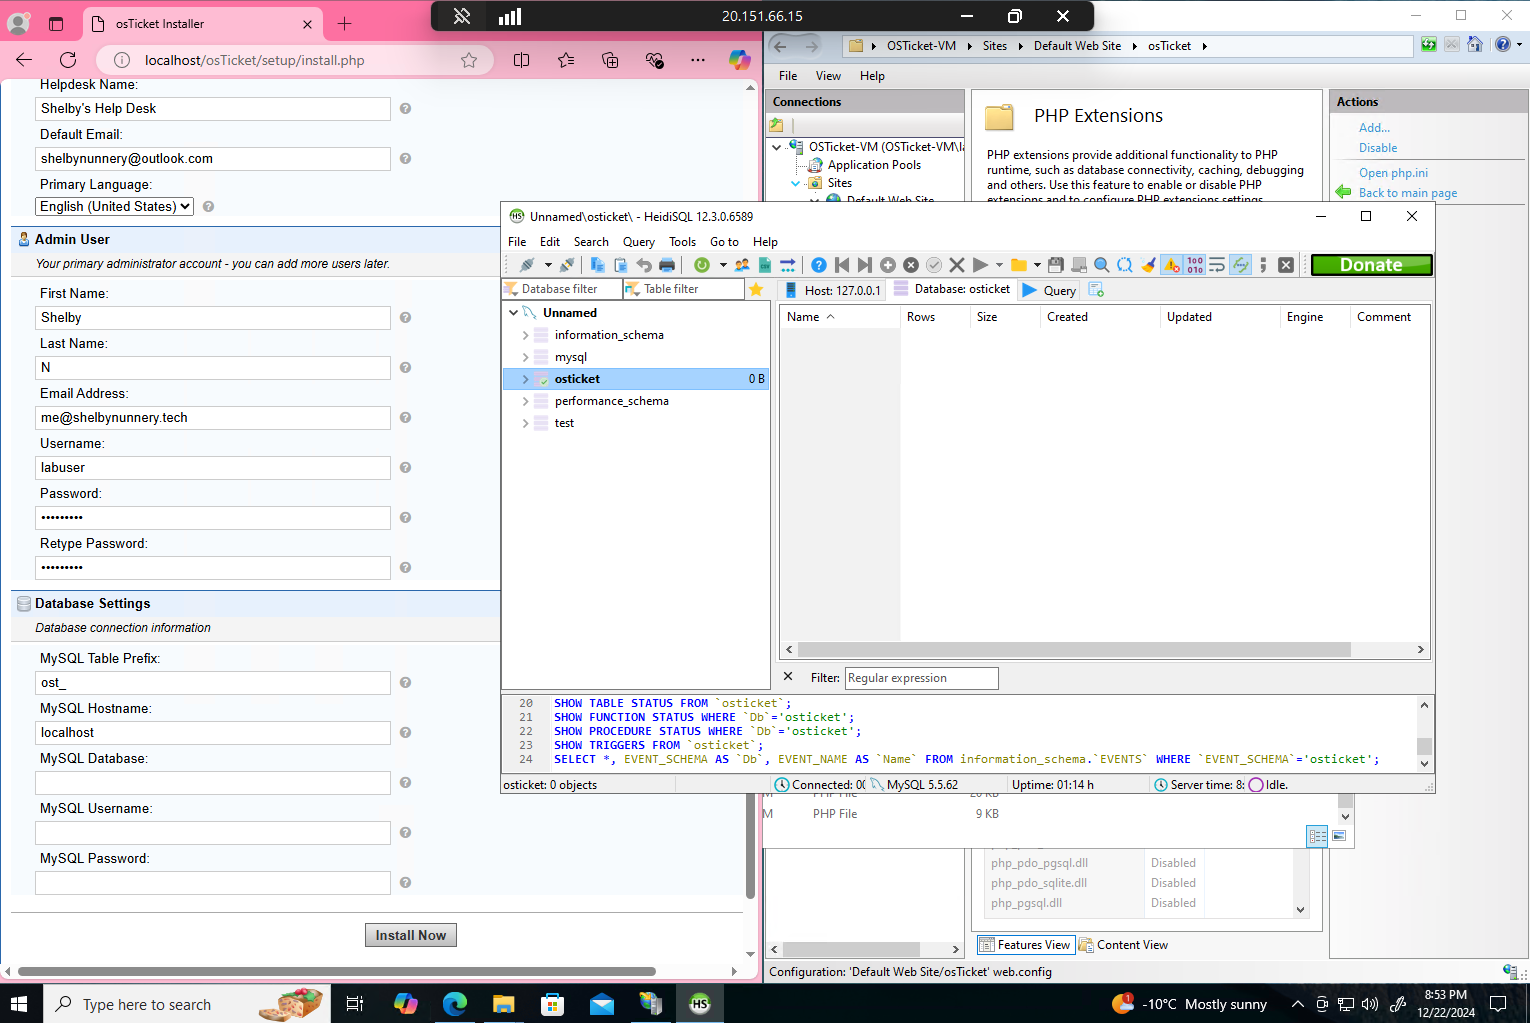 osTicket Installer
20.151.66.15
localhost/osTicket/setup/install.php
Helpdesk Name:
Shelby's Help Desk
Default Email:
shelbynunnery@outlook.com
Primary Language:
English (United States)
Admin User
Your primary administrator account - you can add more users later.
First Name:
Shelby
Last Name:
N
Email Address:
me@shelbynunnery.tech
Username:
labuser
Password:
•••••••••
Retype Password:
•••••••••
Database Settings
Database connection information
MySQL Table Prefix:
ost_
MySQL Hostname:
localhost
MySQL Database:
MySQL Username:
MySQL Password:
Install Now
OSTicket-VM
Sites
Default Web Site
osTicket
File View Help
Connections
OSTicket-VM (OSTicket-VM\la
Application Pools
Sites
Default Web Site
PHP Extensions
PHP extensions provide additional functionality to PHP
runtime, such as database connectivity, caching, debugging
and others. Use this feature to enable or disable PHP
extensions and to configure PHP extensions settings.
Actions
Add...
Disable
Open php.ini
Back to main page
HS Unnamed\osticket\ - HeidiSQL 12.3.0.6589
File Edit Search Query Tools Go to Help
Donate
Database filter
Table filter
Host: 127.0.0.1
Database: osticket
Query
Unnamed
information_schema
mysql
osticket 0 B
performance_schema
test
Name Rows Size Created Updated Engine Comment
Filter: Regular expression
20 SHOW TABLE STATUS FROM `osticket`;
21 SHOW FUNCTION STATUS WHERE `Db`='osticket';
22 SHOW PROCEDURE STATUS WHERE `Db`='osticket';
23 SHOW TRIGGERS FROM `osticket`;
24 SELECT *, EVENT_SCHEMA AS `Db`, EVENT_NAME AS `Name` FROM information_schema.`EVENTS` WHERE `EVENT_SCHEMA`='osticket';
osticket: 0 objects
Connected: 00
MySQL 5.5.62
Uptime: 01:14 h
Server time: 8:
Idle.
M PHP File 20 KB
M PHP File 9 KB
php_pdo_pgsql.dll Disabled
php_pdo_sqlite.dll Disabled
php_pgsql.dll Disabled
Features View
Content View
Configuration: 'Default Web Site/osTicket' web.config
Type here to search
HS
1
-10°C Mostly sunny
8:53 PM
12/22/2024